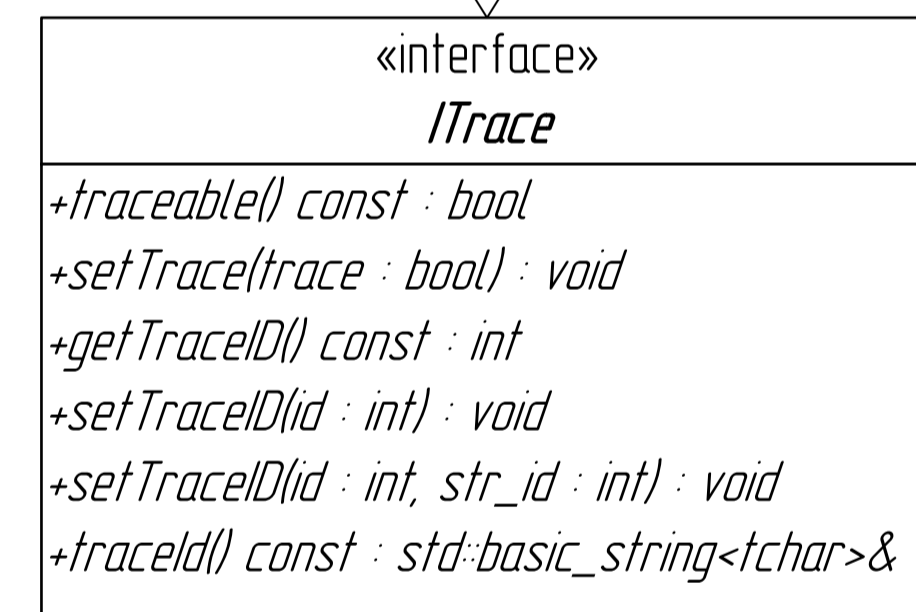 «interface»
ITrace
+traceable() const : bool
+setTrace(trace : bool) : void
+getTraceID() const : int
+setTraceID(id : int) : void
+setTraceID(id : int, str_id : int) : void
+traceId() const : std::basic_string<tchar>&